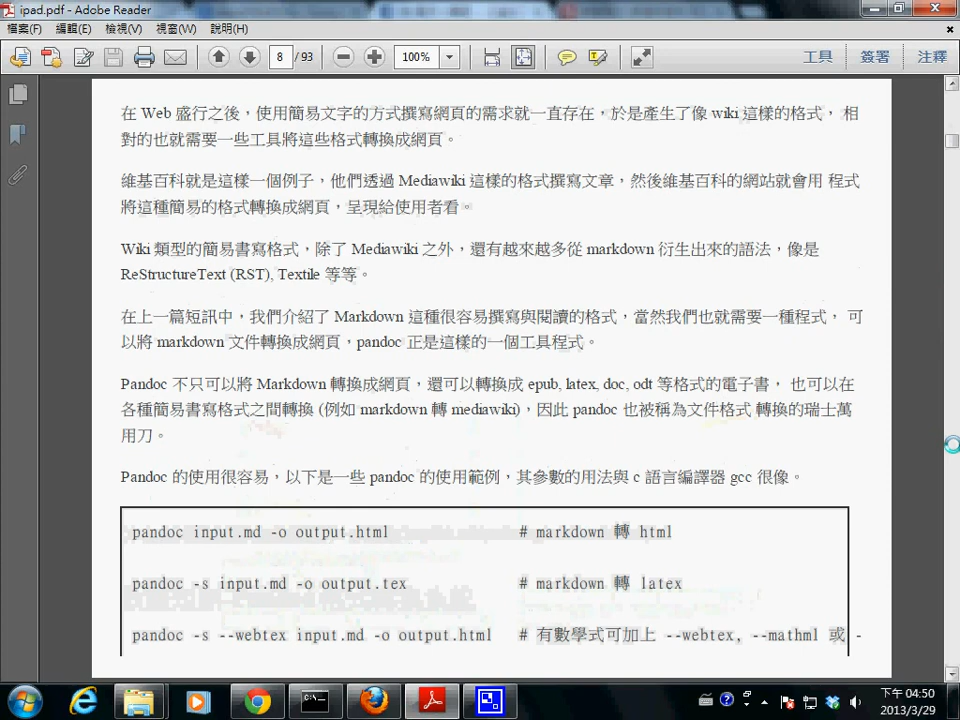 ipad.pdf - Adobe Reader
檔案(F) 編輯(E) 檢視(V) 視窗(W) 說明(H)
8 / 93 100% 工具 簽署 注釋
在 Web 盛行之後，使用簡易文字的方式撰寫網頁的需求就一直存在，於是產生了像 wiki 這樣的格式， 相
對的也就需要一些工具將這些格式轉換成網頁。
維基百科就是這樣一個例子，他們透過 Mediawiki 這樣的格式撰寫文章，然後維基百科的網站就會用 程式
將這種簡易的格式轉換成網頁，呈現給使用者看。
Wiki 類型的簡易書寫格式，除了 Mediawiki 之外，還有越來越多從 markdown 衍生出來的語法，像是
ReStructureText (RST), Textile 等等。
在上一篇短訊中，我們介紹了 Markdown 這種很容易撰寫與閱讀的格式，當然我們也就需要一種程式， 可
以將 markdown 文件轉換成網頁，pandoc 正是這樣的一個工具程式。
Pandoc 不只可以將 Markdown 轉換成網頁，還可以轉換成 epub, latex, doc, odt 等格式的電子書， 也可以在
各種簡易書寫格式之間轉換 (例如 markdown 轉 mediawiki)，因此 pandoc 也被稱為文件格式 轉換的瑞士萬
用刀。
Pandoc 的使用很容易，以下是一些 pandoc 的使用範例，其參數的用法與 c 語言編譯器 gcc 很像。
pandoc input.md -o output.html # markdown 轉 html
pandoc -s input.md -o output.tex # markdown 轉 latex
pandoc -s --webtex input.md -o output.html # 有數學式可加上 --webtex, --mathml 或 -
下午 04:50
2013/3/29